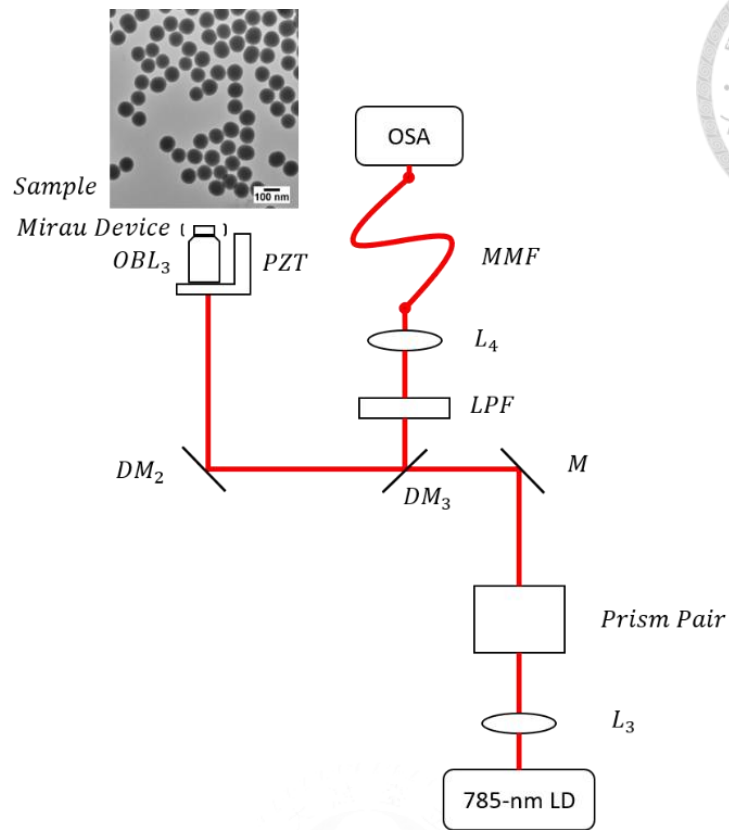 OSA
100 nm
Sample
Mirau Device
OBL₃
PZT
MMF
L₄
LPF
DM₂
DM₃
M
Prism Pair
L₃
785-nm LD